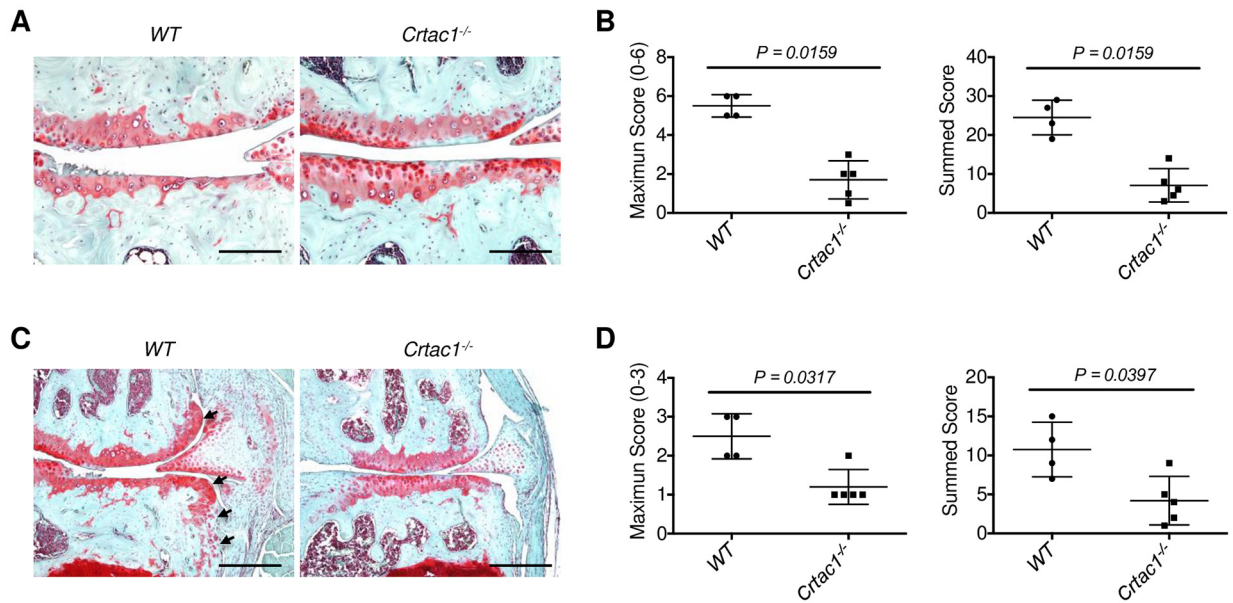 A
WT
Crtac1-/-
B
Maximun Score (0-6)
8
6
4
2
0
P = 0.0159
WT
Crtac1-/-
Summed Score
40
30
20
10
0
P = 0.0159
WT
Crtac1-/-
C
WT
Crtac1-/-
D
Maximun Score (0-3)
4
3
2
1
0
P = 0.0317
WT
Crtac1-/-
Summed Score
20
15
10
5
0
P = 0.0397
WT
Crtac1-/-